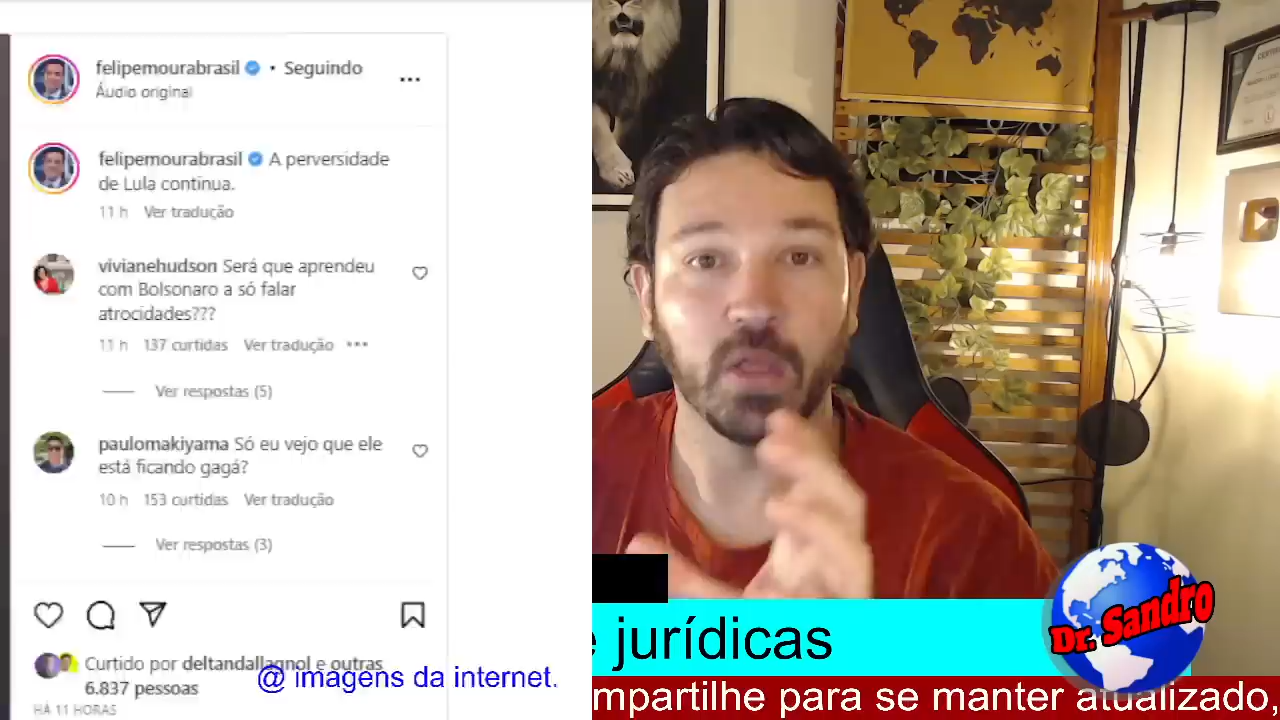 felipemourabrasil • Seguindo
Áudio original
felipemourabrasil A perversidade
de Lula continua.
11 h Ver tradução
vivianehudson Será que aprendeu
com Bolsonaro a só falar
atrocidades???
11 h 137 curtidas Ver tradução
Ver respostas (5)
paulomakiyama Só eu vejo que ele
está ficando gagá?
10 h 153 curtidas Ver tradução
Ver respostas (3)
Curtido por deltandallagnol e outras
6.837 pessoas
HÁ 11 HORAS
@ imagens da internet.
jurídicas
Dr. Sandro
mpartilhe para se manter atualizado,